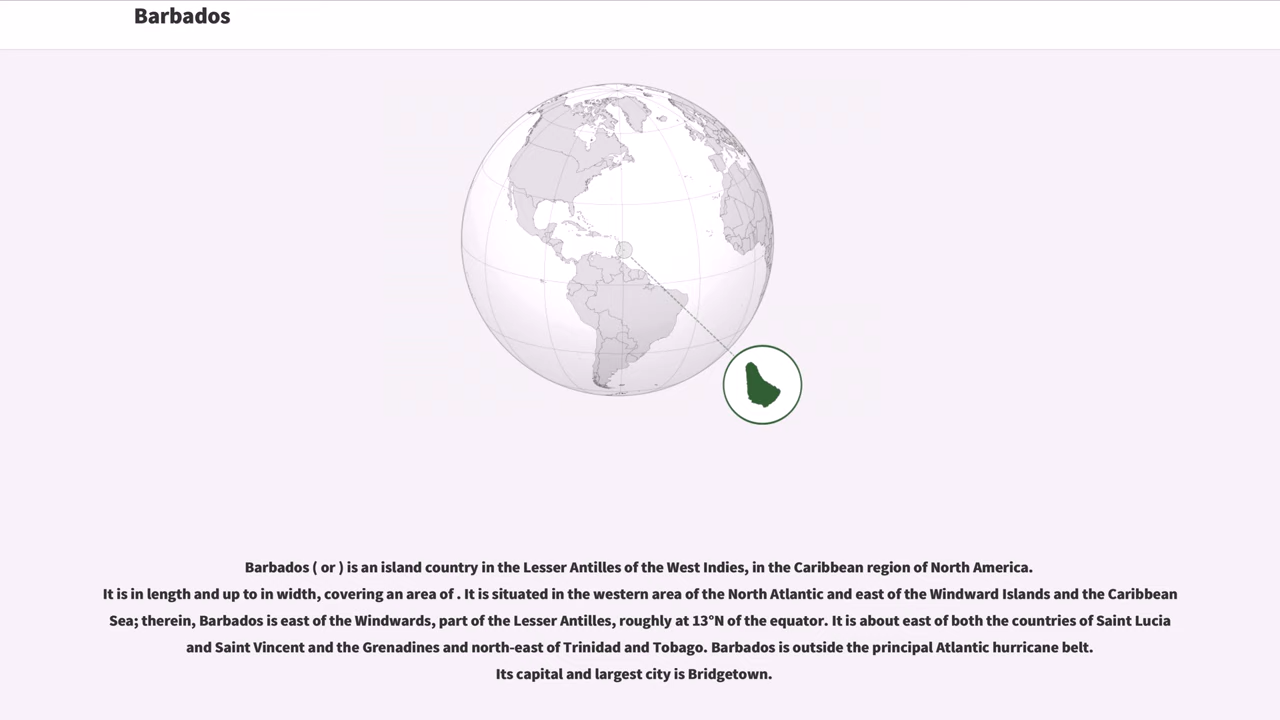 Barbados
Barbados ( or ) is an island country in the Lesser Antilles of the West Indies, in the Caribbean region of North America.
It is in length and up to in width, covering an area of . It is situated in the western area of the North Atlantic and east of the Windward Islands and the Caribbean
Sea; therein, Barbados is east of the Windwards, part of the Lesser Antilles, roughly at 13°N of the equator. It is about east of both the countries of Saint Lucia
and Saint Vincent and the Grenadines and north-east of Trinidad and Tobago. Barbados is outside the principal Atlantic hurricane belt.
Its capital and largest city is Bridgetown.